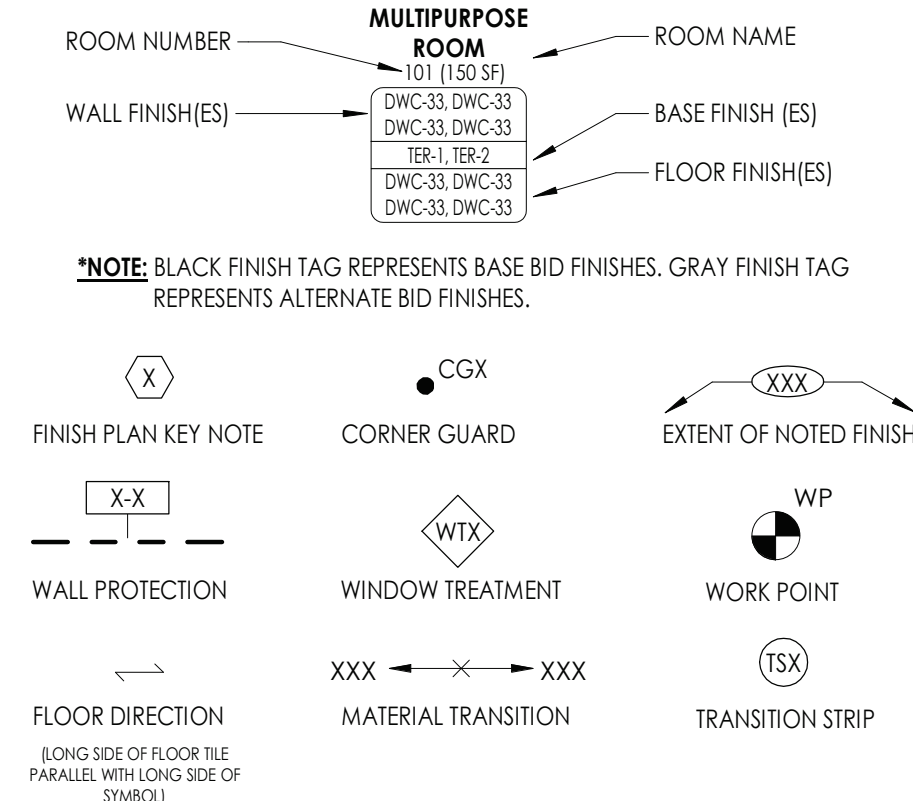 MULTIPURPOSE
ROOM
ROOM NUMBER
ROOM NAME
101 (150 SF)
WALL FINISH(ES)
DWC-33, DWC-33
DWC-33, DWC-33
BASE FINISH (ES)
TER-1, TER-2
FLOOR FINISH(ES)
DWC-33, DWC-33
DWC-33, DWC-33
*NOTE: BLACK FINISH TAG REPRESENTS BASE BID FINISHES. GRAY FINISH TAG
REPRESENTS ALTERNATE BID FINISHES.
X
FINISH PLAN KEY NOTE
CGX
CORNER GUARD
XXX
EXTENT OF NOTED FINISH
X-X
WALL PROTECTION
WTX
WINDOW TREATMENT
WP
WORK POINT
FLOOR DIRECTION
(LONG SIDE OF FLOOR TILE
PARALLEL WITH LONG SIDE OF
SYMBOL)
XXX XXX
MATERIAL TRANSITION
TSX
TRANSITION STRIP